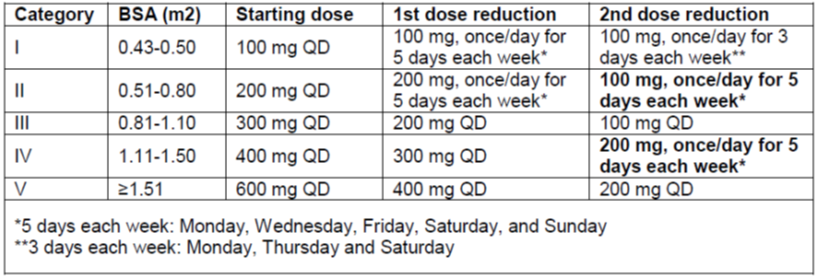 Category BSA (m2) Starting dose 1st dose reduction 2nd dose reduction
I 0.43-0.50 100 mg QD 100 mg, once/day for 5 days each week* 100 mg, once/day for 3 days each week**
II 0.51-0.80 200 mg QD 200 mg, once/day for 5 days each week* 100 mg, once/day for 5 days each week*
III 0.81-1.10 300 mg QD 200 mg QD 100 mg QD
IV 1.11-1.50 400 mg QD 300 mg QD 200 mg, once/day for 5 days each week*
V ≥1.51 600 mg QD 400 mg QD 200 mg QD
*5 days each week: Monday, Wednesday, Friday, Saturday, and Sunday
**3 days each week: Monday, Thursday and Saturday